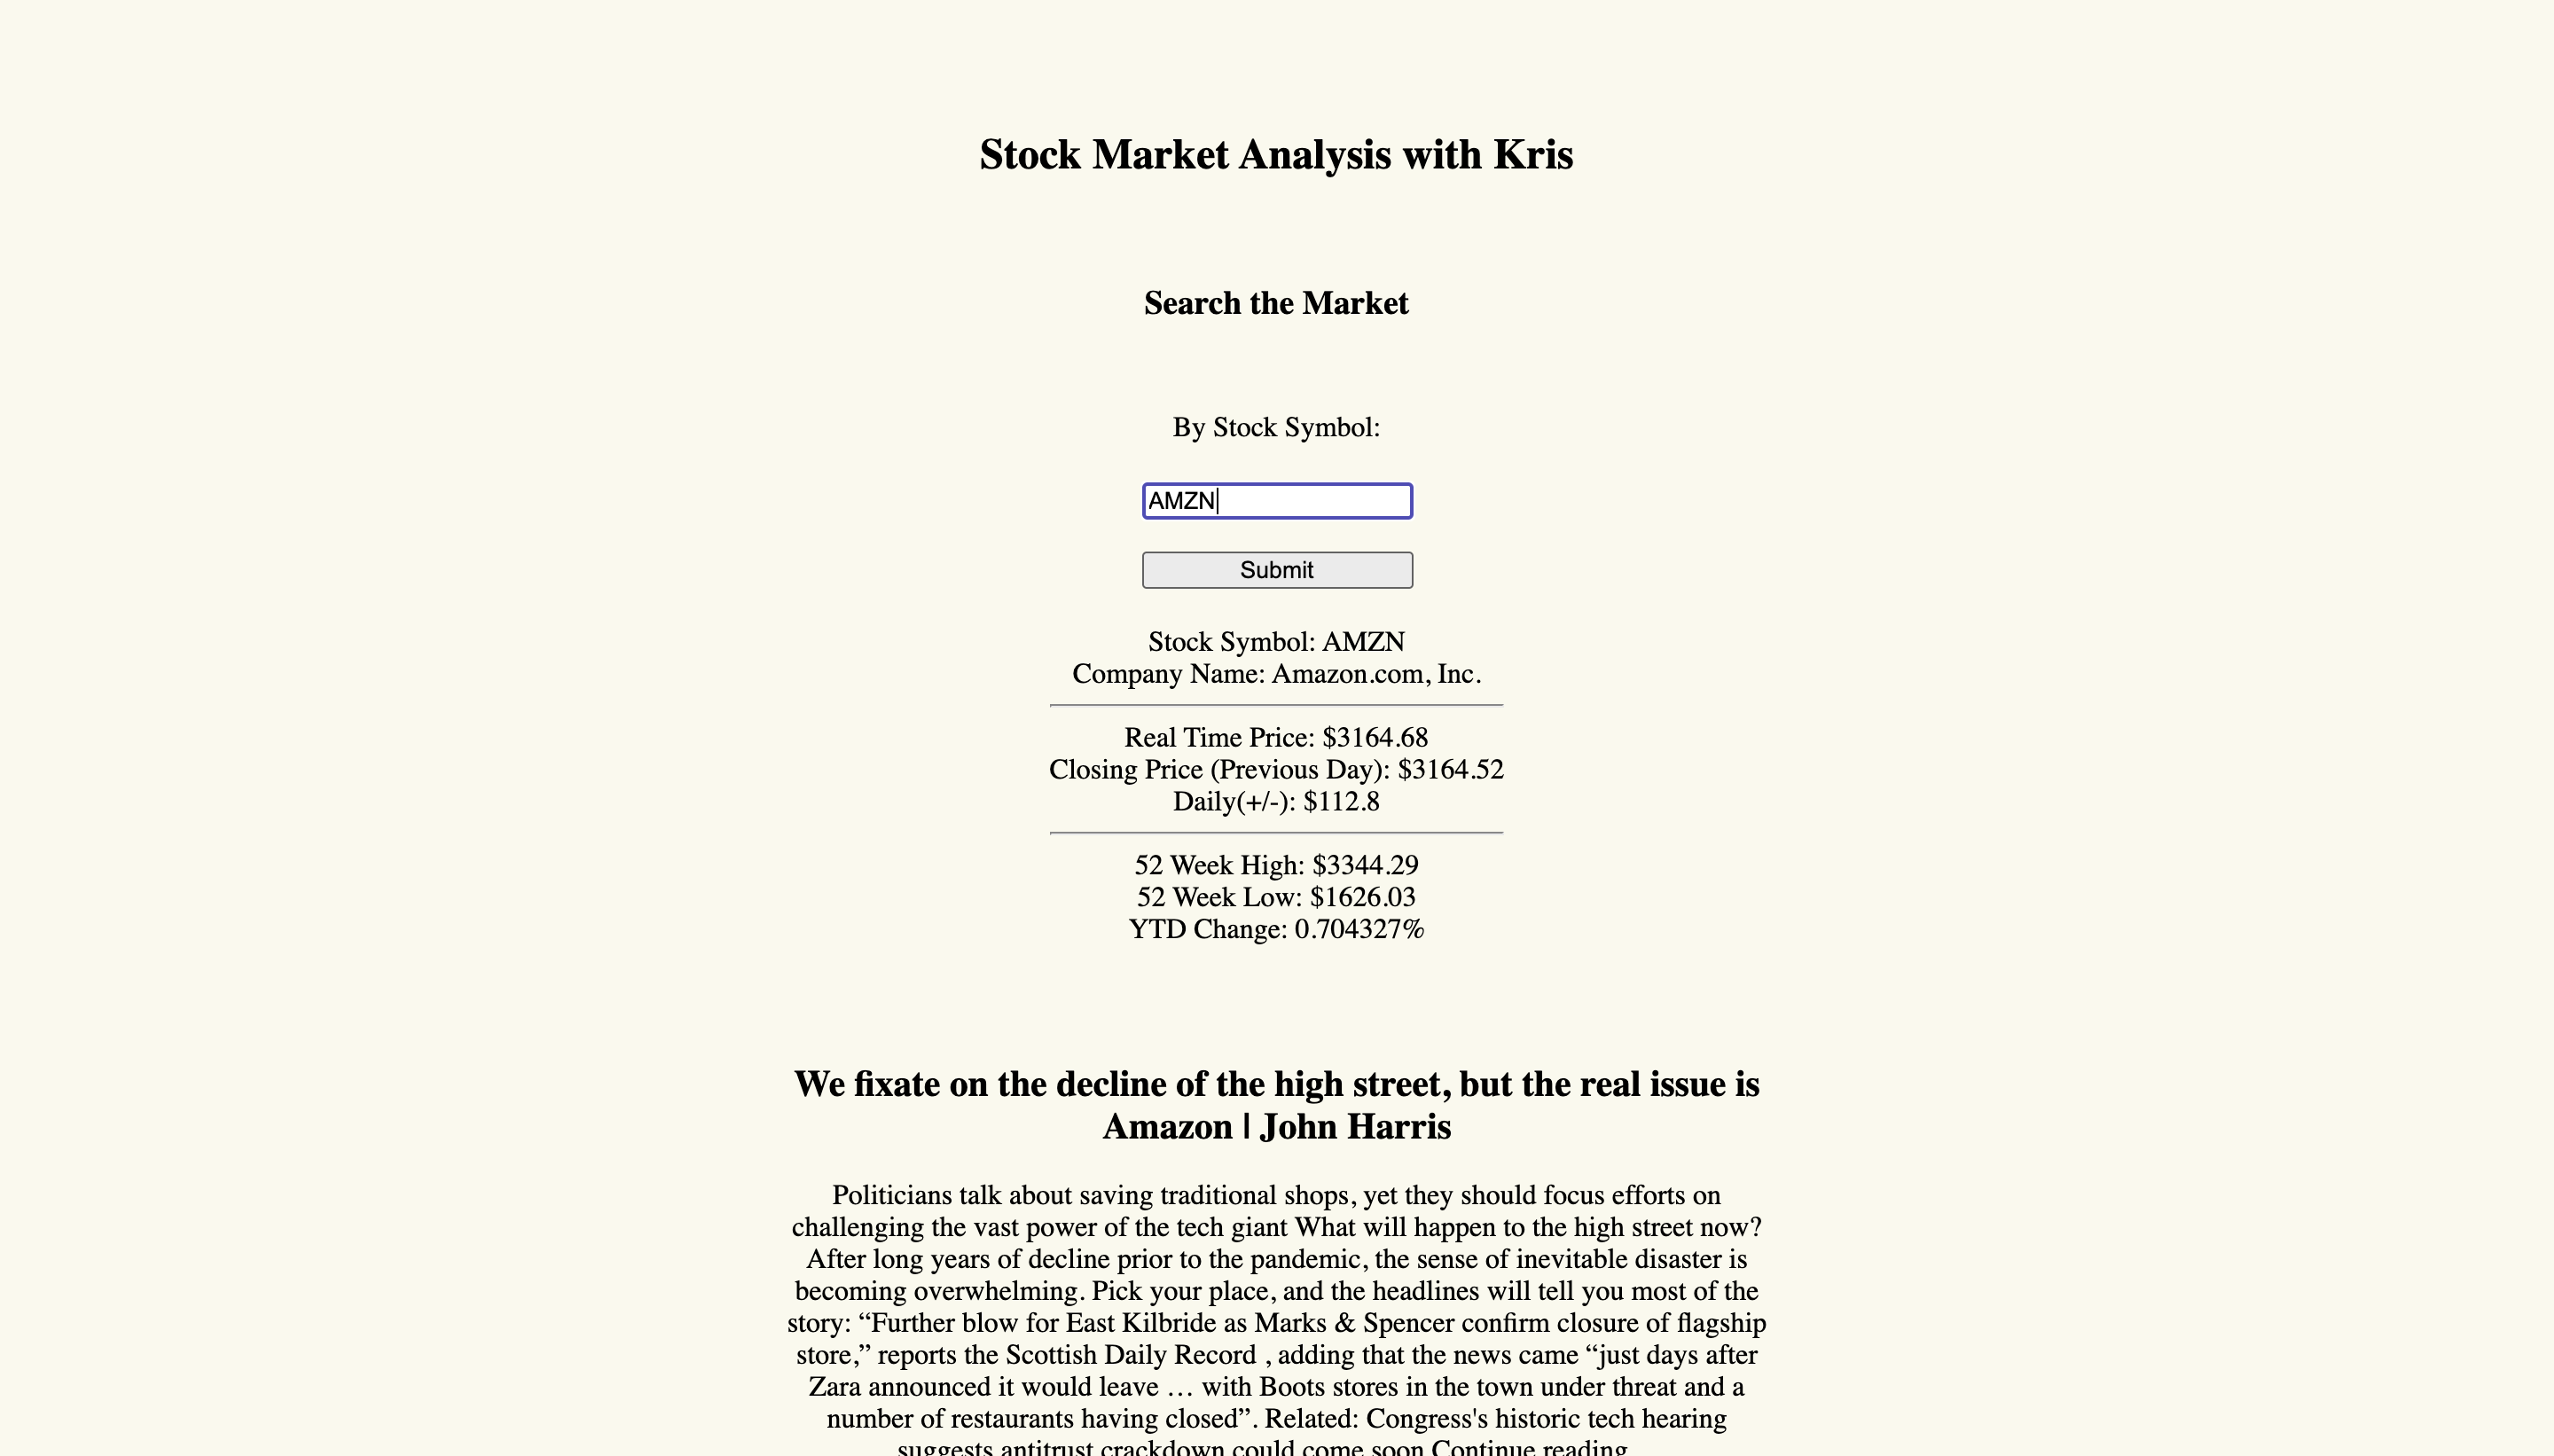 Stock Market Analysis with Kris
Search the Market
By Stock Symbol:
AMZN
Submit
Stock Symbol: AMZN
Company Name: Amazon.com, Inc.
Real Time Price: $3164.68
Closing Price (Previous Day): $3164.52
Daily(+/-): $112.8
52 Week High: $3344.29
52 Week Low: $1626.03
YTD Change: 0.704327%
We fixate on the decline of the high street, but the real issue is
Amazon | John Harris
Politicians talk about saving traditional shops, yet they should focus efforts on
challenging the vast power of the tech giant What will happen to the high street now?
After long years of decline prior to the pandemic, the sense of inevitable disaster is
becoming overwhelming. Pick your place, and the headlines will tell you most of the
story: “Further blow for East Kilbride as Marks & Spencer confirm closure of flagship
store,” reports the Scottish Daily Record , adding that the news came “just days after
Zara announced it would leave … with Boots stores in the town under threat and a
number of restaurants having closed”. Related: Congress's historic tech hearing
suggests antitrust crackdown could come soon Continue reading